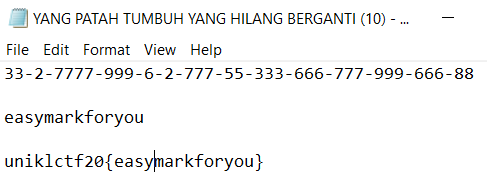 YANG PATAH TUMBUH YANG HILANG BERGANTI (10) - ...
File Edit Format View Help
33-2-7777-999-6-2-777-55-333-666-777-999-666-88
easymarkforyou
uniklctf20{easymarkforyou}